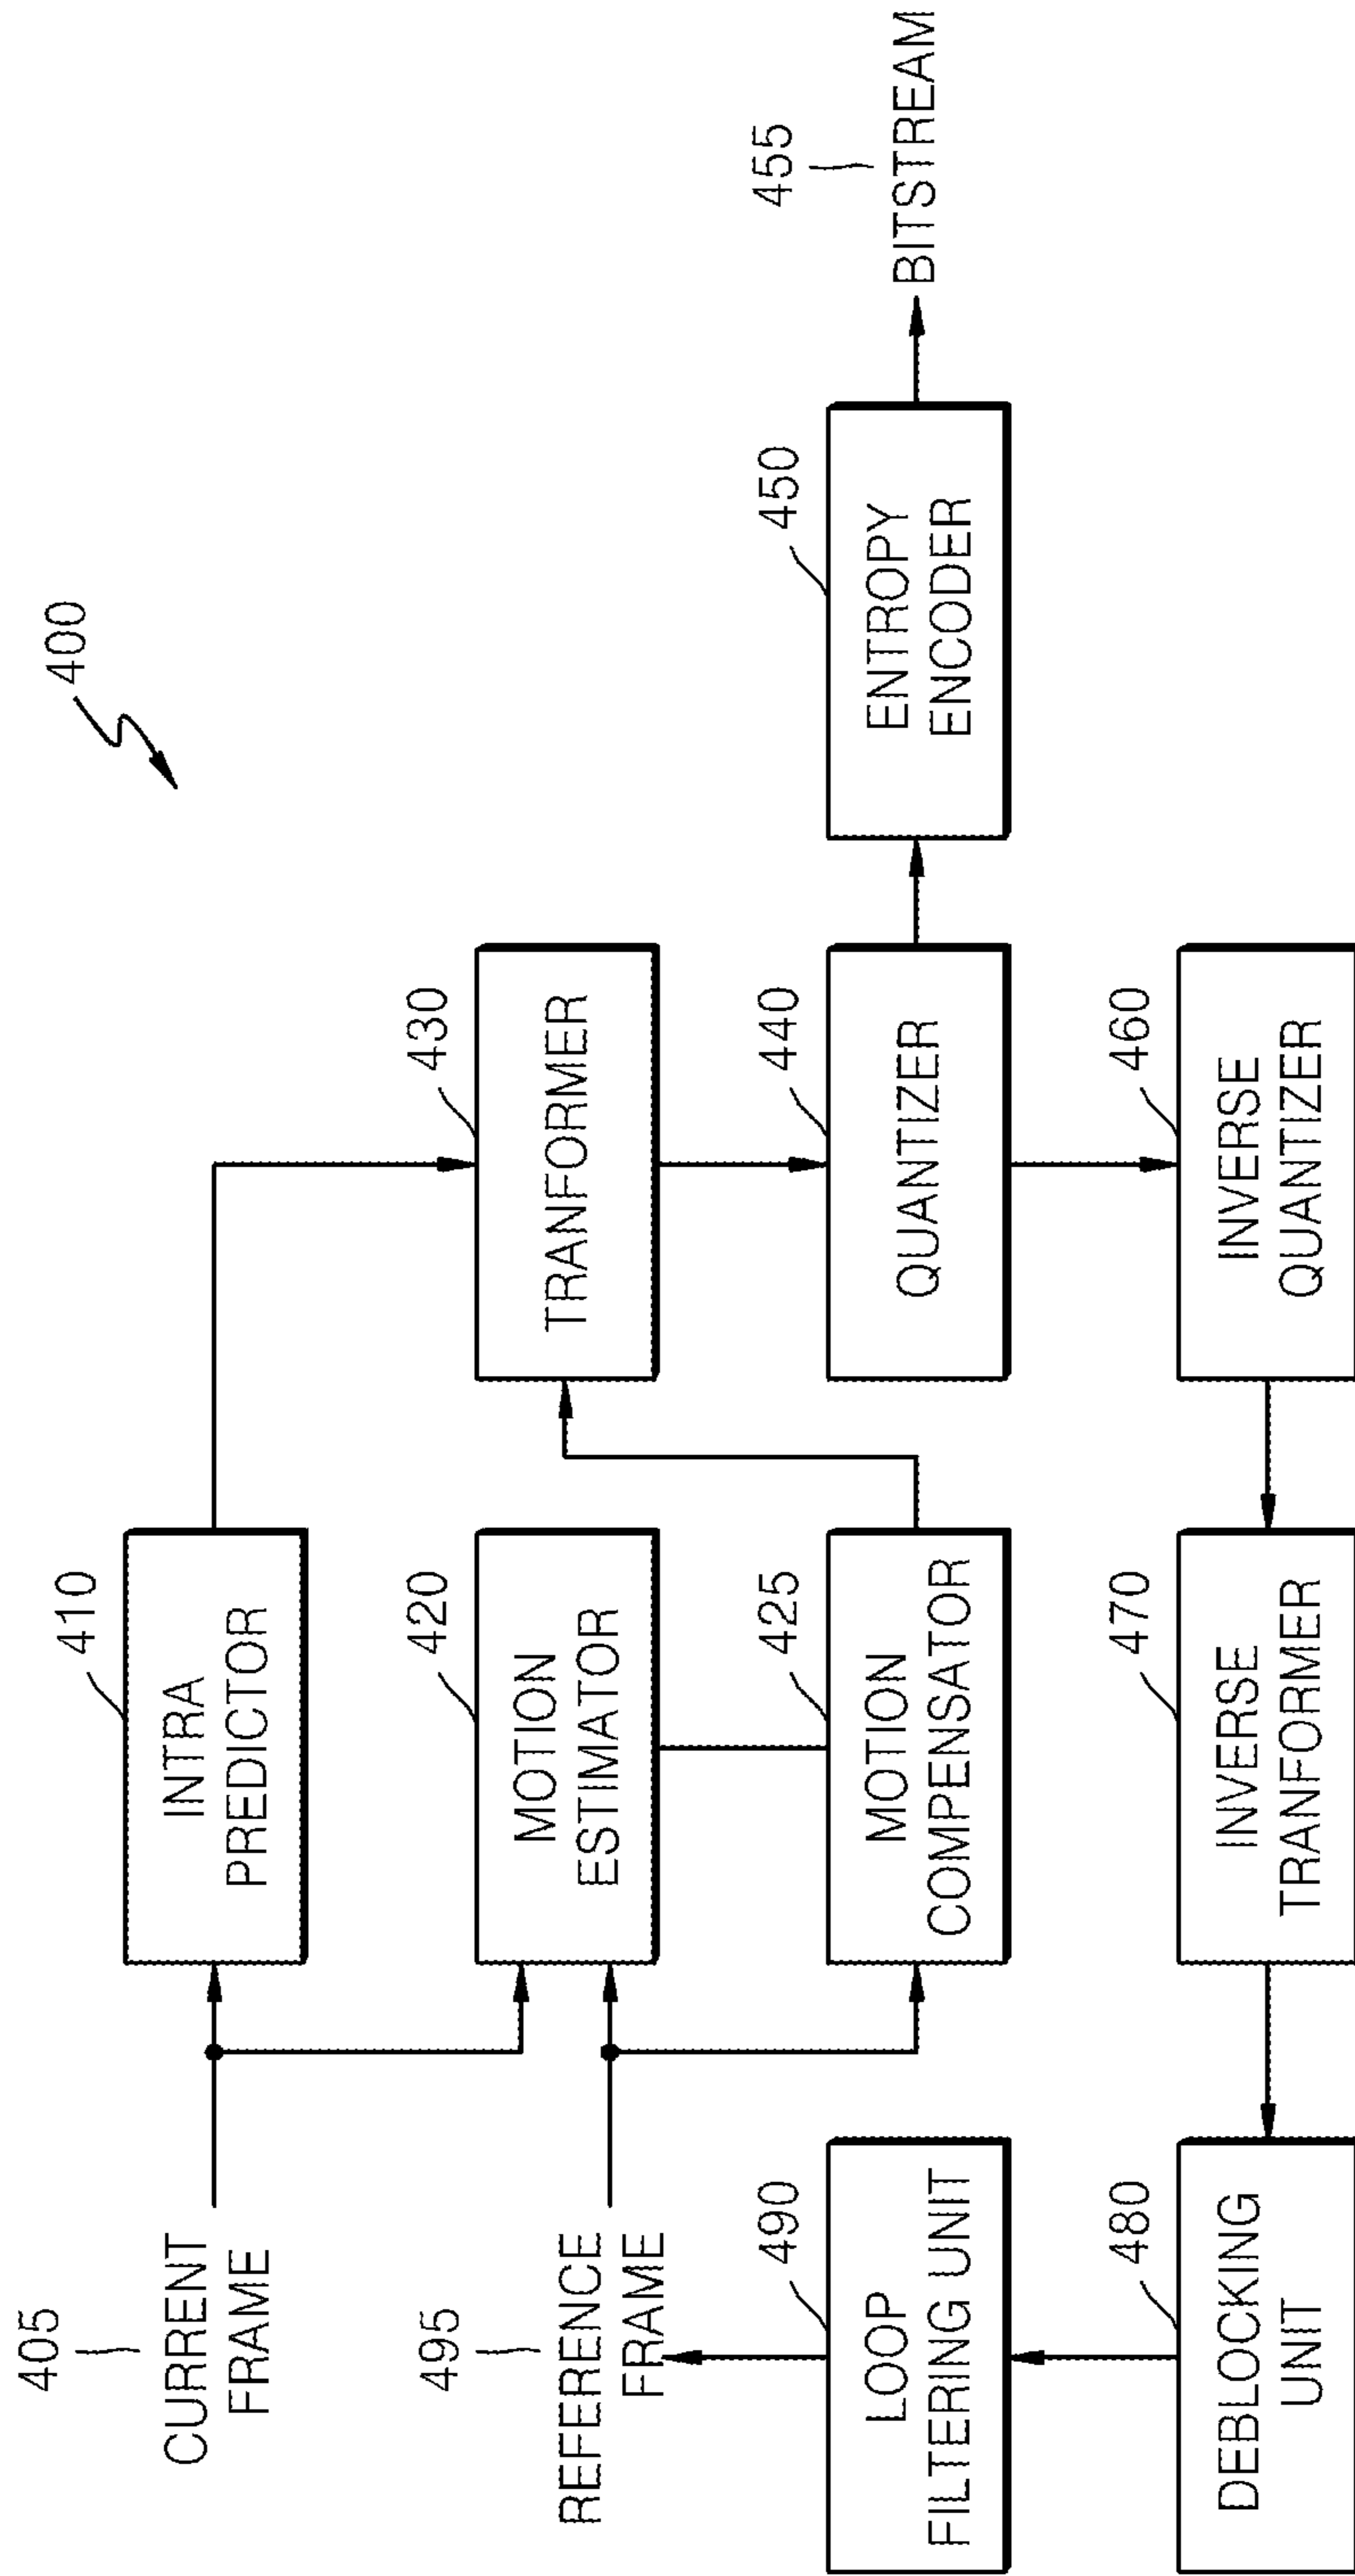 400
405
CURRENT
FRAME
410
INTRA
PREDICTOR
495
REFERENCE
FRAME
420
MOTION
ESTIMATOR
430
TRANFORMER
490
LOOP
FILTERING UNIT
425
MOTION
COMPENSATOR
440
QUANTIZER
450
ENTROPY
ENCODER
455
BITSTREAM
480
DEBLOCKING
UNIT
470
INVERSE
TRANFORMER
460
INVERSE
QUANTIZER